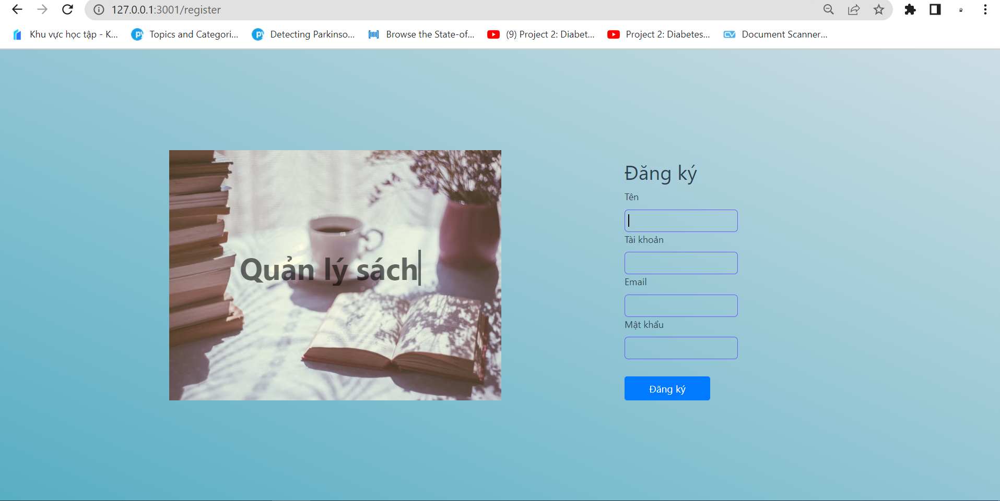 127.0.0.1:3001/register
Khu vực học tập - K...
Topics and Categori...
Detecting Parkinso...
Browse the State-of...
(9) Project 2: Diabet...
Project 2: Diabetes...
Document Scanner...
Quản lý sách
Đăng ký
Tên
Tài khoản
Email
Mật khẩu
Đăng ký